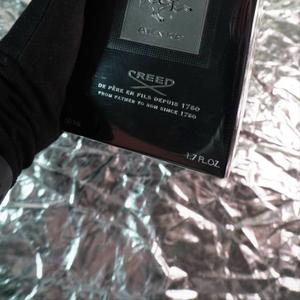 CREED
DE PÈRE EN FILS DEPUIS 1760
FROM FATHER TO SON SINCE 1760
1.7 FL.OZ.